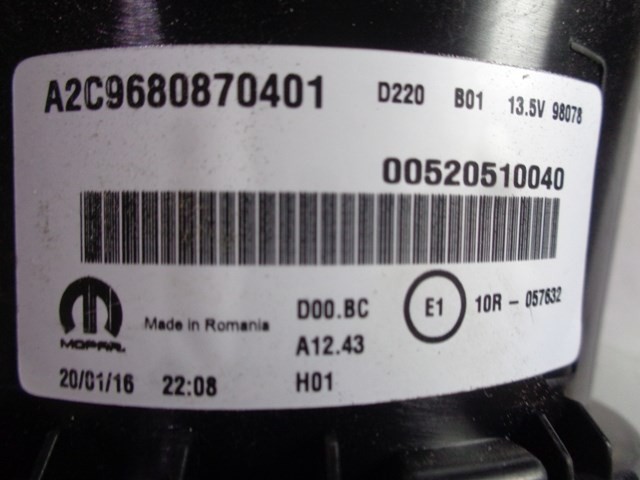 A2C9680870401 D220 B01 13.5V 98078
00520510040
MOPAR. Made in Romania D00.BC E1 10R - 057632
A12.43
20/01/16 22:08 H01